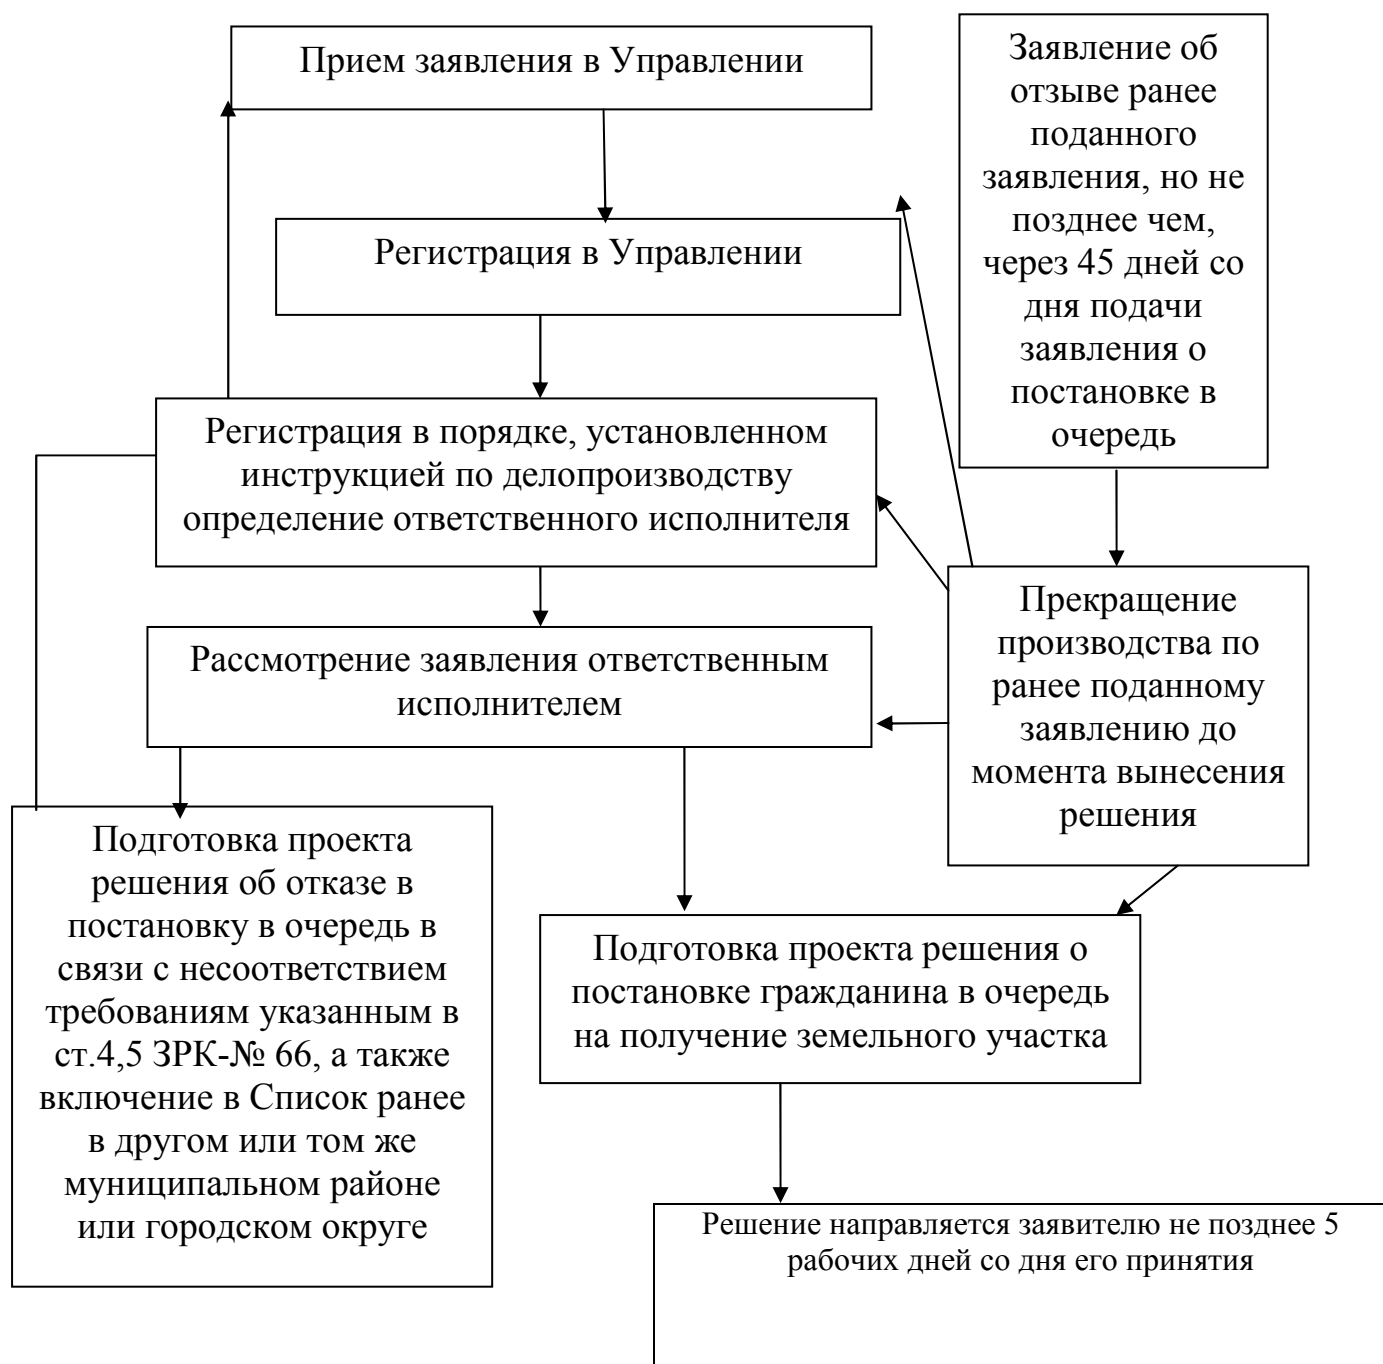 Прием заявления в Управлении
Заявление об
отзыве ранее
поданного
заявления, но не
позднее чем,
через 45 дней со
дня подачи
заявления о
постановке в
очередь
Регистрация в Управлении
Регистрация в порядке, установленном
инструкцией по делопроизводству
определение ответственного исполнителя
Прекращение
производства по
ранее поданному
заявлению до
момента вынесения
решения
Рассмотрение заявления ответственным
исполнителем
Подготовка проекта
решения об отказе в
постановку в очередь в
связи с несоответствием
требованиям указанным в
ст.4,5 ЗРК-№ 66, а также
включение в Список ранее
в другом или том же
муниципальном районе
или городском округе
Подготовка проекта решения о
постановке гражданина в очередь
на получение земельного участка
Решение направляется заявителю не позднее 5
рабочих дней со дня его принятия